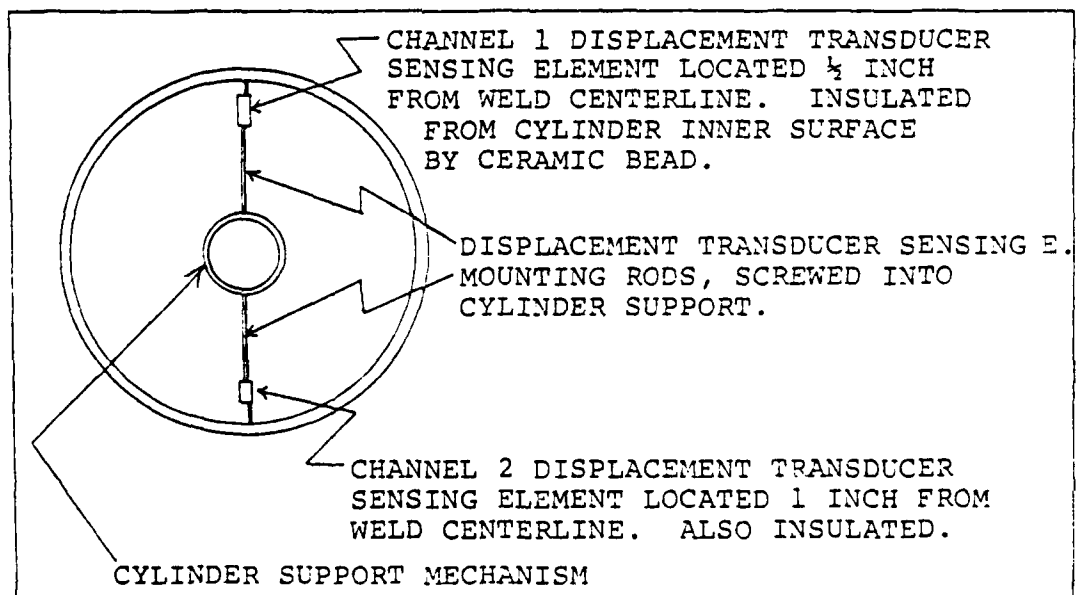 CHANNEL 1 DISPLACEMENT TRANSDUCER
SENSING ELEMENT LOCATED ½ INCH
FROM WELD CENTERLINE. INSULATED
FROM CYLINDER INNER SURFACE
BY CERAMIC BEAD.
DISPLACEMENT TRANSDUCER SENSING E.
MOUNTING RODS, SCREWED INTO
CYLINDER SUPPORT.
CHANNEL 2 DISPLACEMENT TRANSDUCER
SENSING ELEMENT LOCATED 1 INCH FROM
WELD CENTERLINE. ALSO INSULATED.
CYLINDER SUPPORT MECHANISM